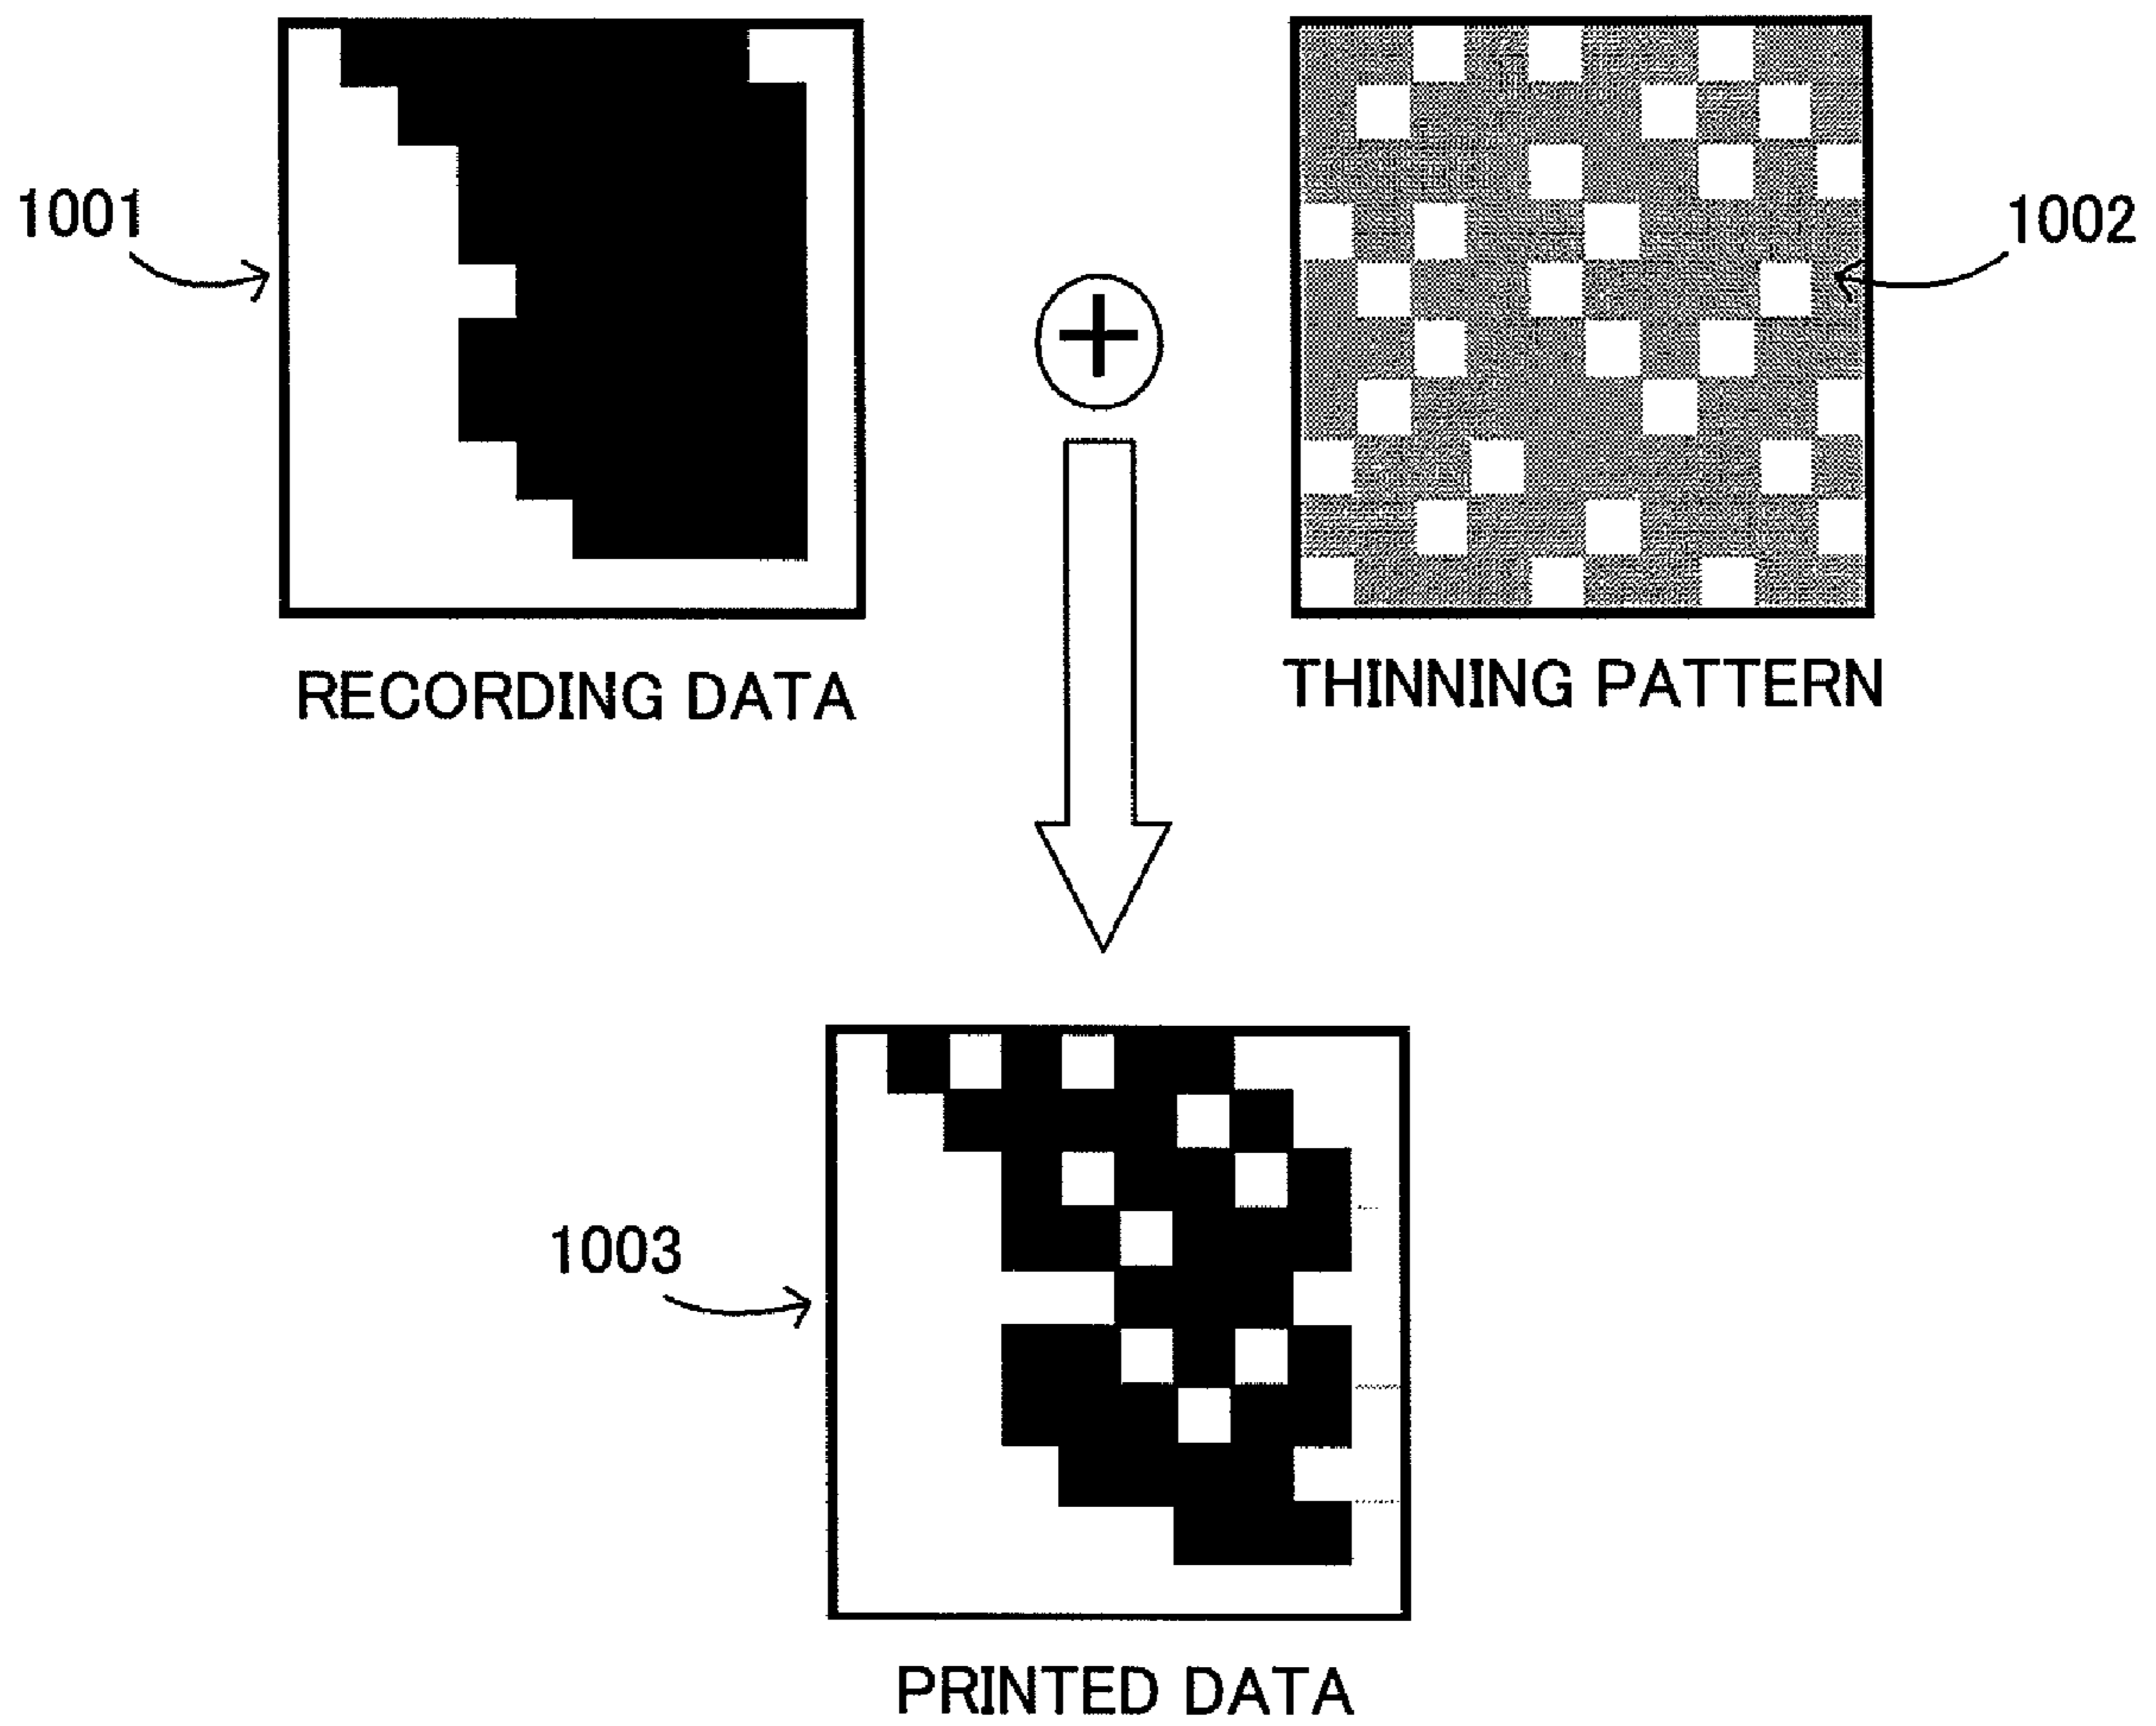 1001
1002
RECORDING DATA
THINNING PATTERN
1003
PRINTED DATA